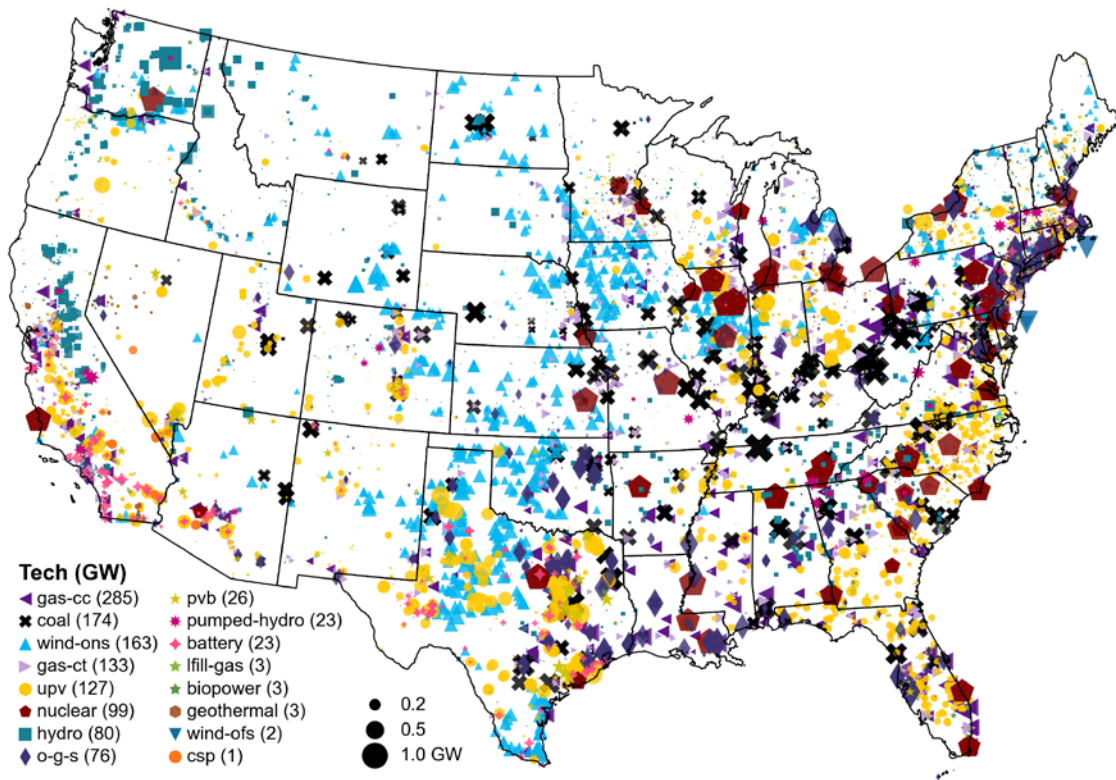 Tech (GW)
gas-cc (285)
coal (174)
wind-ons (163)
gas-ct (133)
upv (127)
nuclear (99)
hydro (80)
o-g-s (76)
pvb (26)
pumped-hydro (23)
battery (23)
lfill-gas (3)
biopower (3)
geothermal (3)
wind-ofs (2)
csp (1)
0.2
0.5
1.0 GW